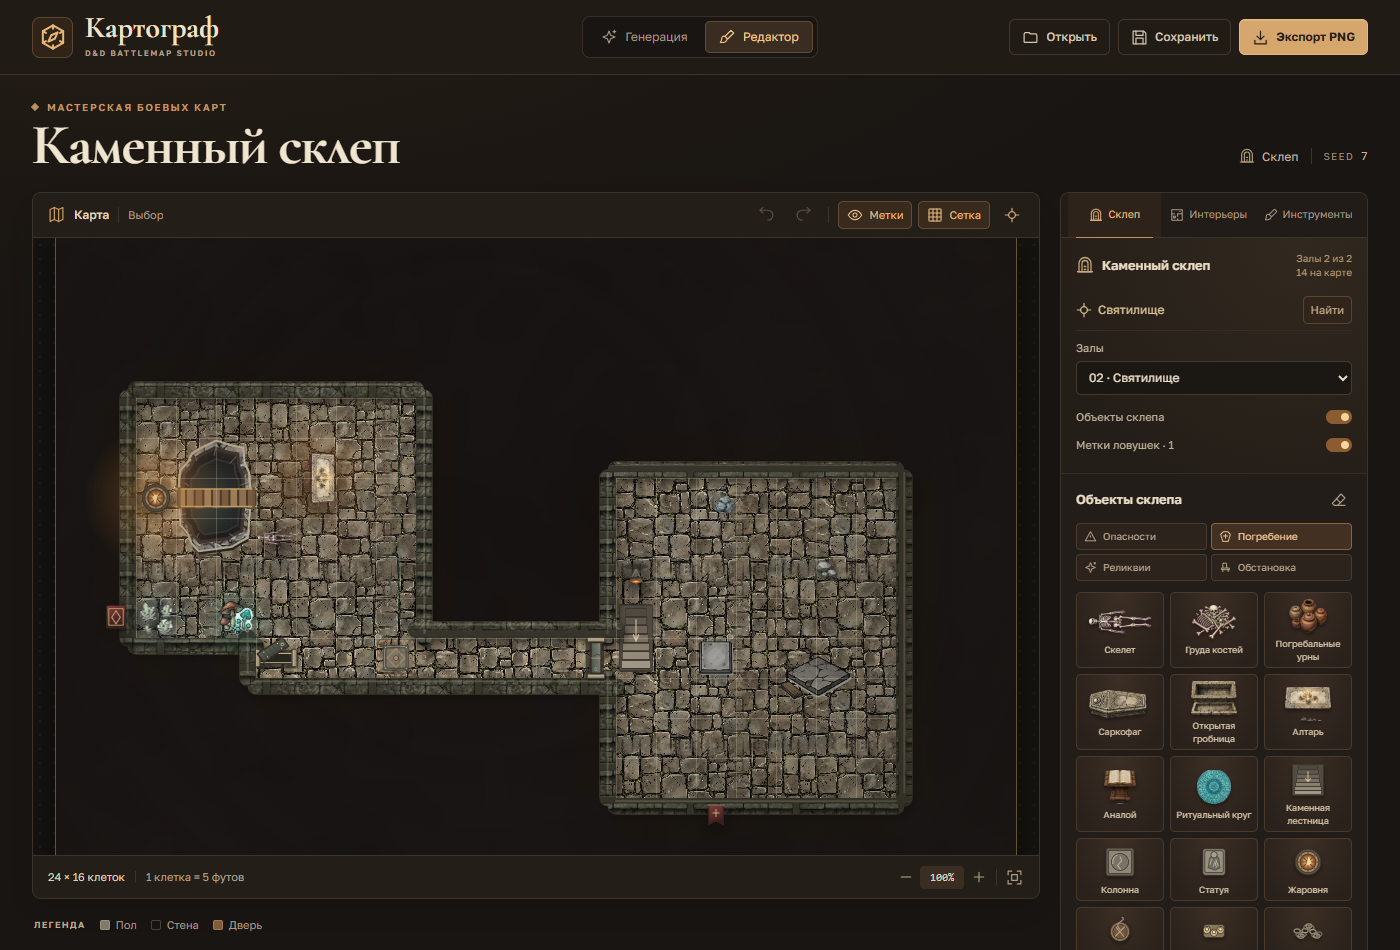 Картограф
D&D BATTLEMAP STUDIO
Генерация
Редактор
Открыть
Сохранить
Экспорт PNG
МАСТЕРСКАЯ БОЕВЫХ КАРТ
Каменный склеп
Склеп
SEED 7
Карта
Выбор
Метки
Сетка
Склеп
Интерьеры
Инструменты
Каменный склеп
Залы 2 из 2
14 на карте
Святилище
Найти
Залы
02 · Святилище
Объекты склепа
Метки ловушек · 1
Объекты склепа
Опасности
Погребение
Реликвии
Обстановка
Скелет
Груда костей
Погребальные
урны
Саркофаг
Открытая
гробница
Алтарь
Аналой
Ритуальный круг
Каменная
лестница
Колонна
Статуя
Жаровня
24 × 16 клеток
1 клетка = 5 футов
100%
ЛЕГЕНДА
Пол
Стена
Дверь